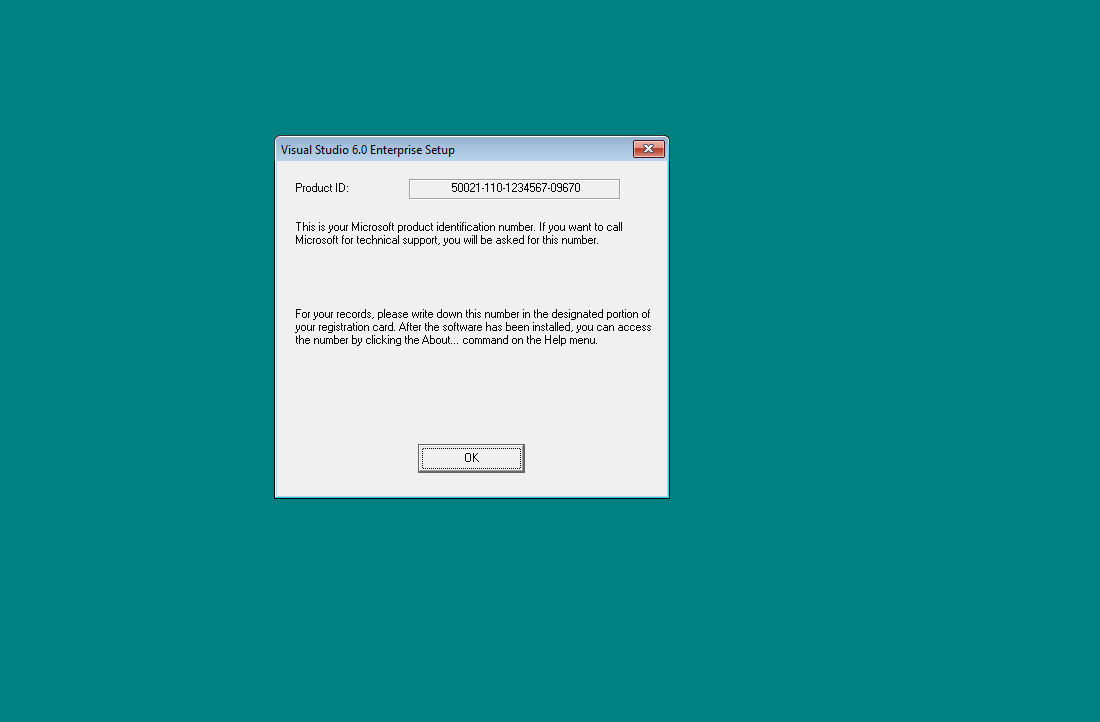 Visual Studio 6.0 Enterprise Setup
Product ID: 50021-110-1234567-09670
This is your Microsoft product identification number. If you want to call
Microsoft for technical support, you will be asked for this number.
For your records, please write down this number in the designated portion of
your registration card. After the software has been installed, you can access
the number by clicking the About... command on the Help menu.
OK